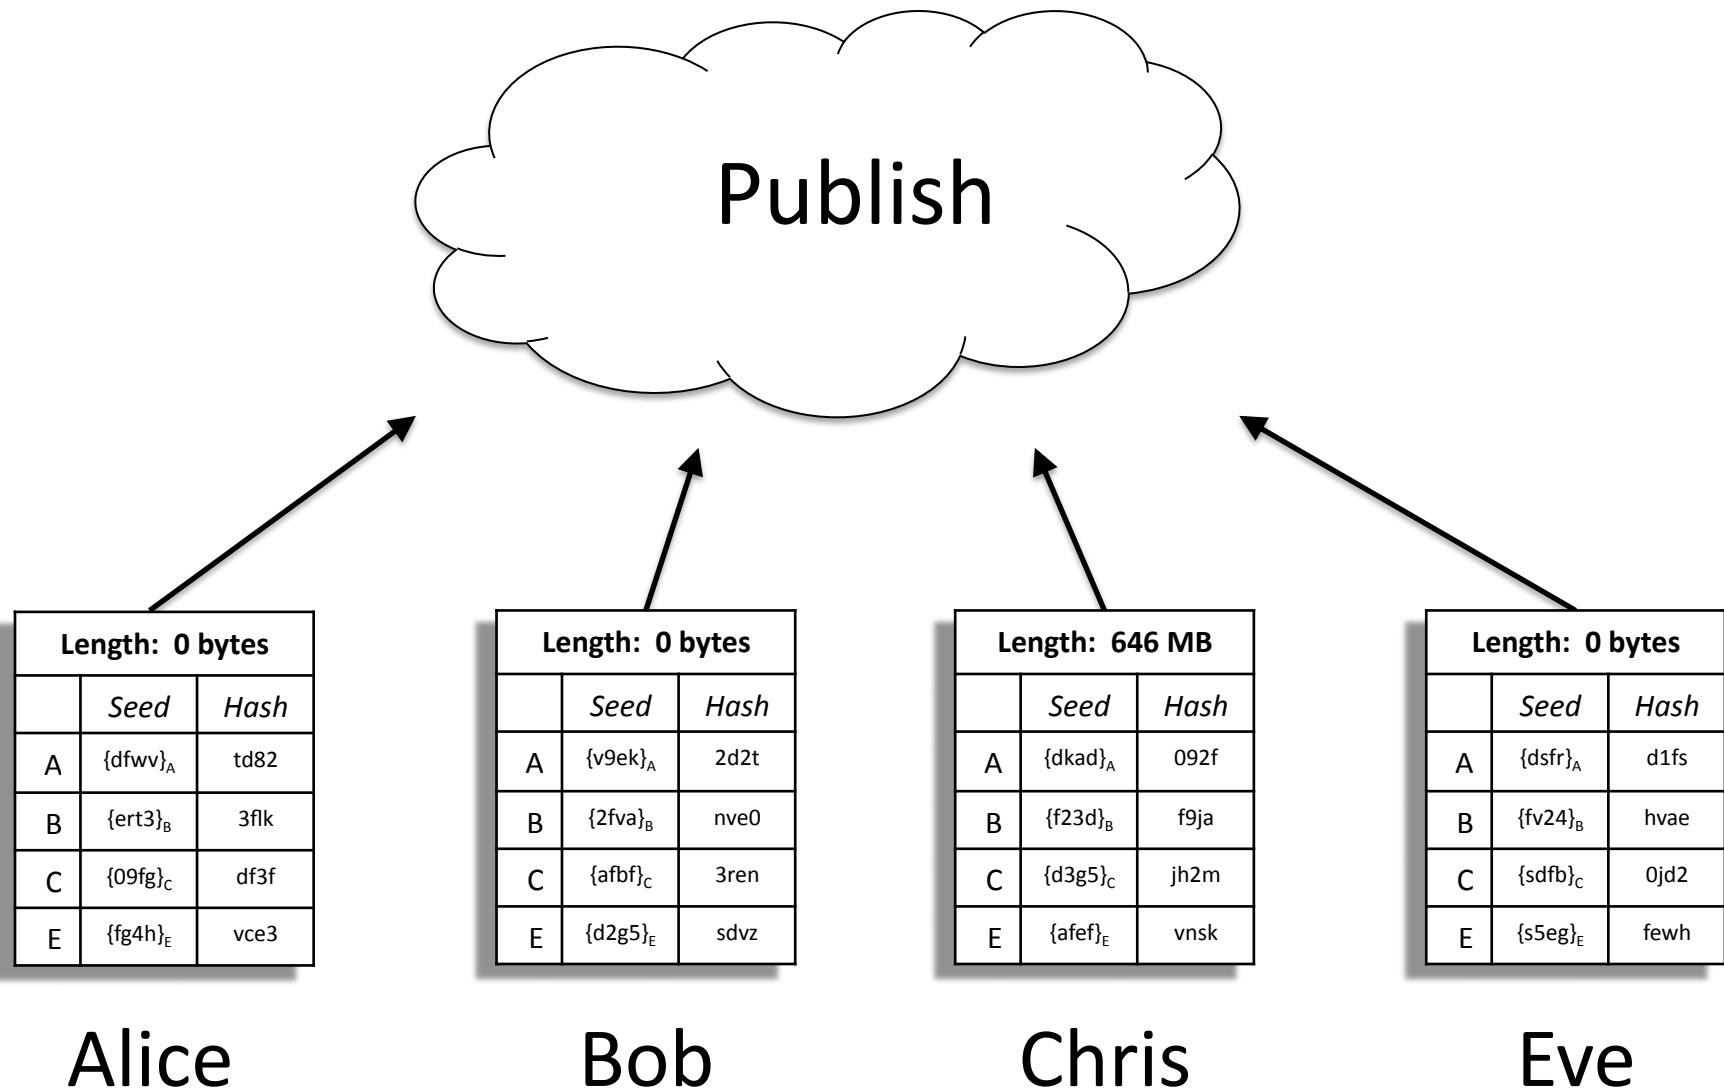 Publish
Length: 0 bytes
Seed Hash
A {dfwv}A td82
B {ert3}B 3flk
C {09fg}C df3f
E {fg4h}E vce3
Alice
Length: 0 bytes
Seed Hash
A {v9ek}A 2d2t
B {2fva}B nve0
C {afbf}C 3ren
E {d2g5}E sdvz
Bob
Length: 646 MB
Seed Hash
A {dkad}A 092f
B {f23d}B f9ja
C {d3g5}C jh2m
E {afef}E vnsk
Chris
Length: 0 bytes
Seed Hash
A {dsfr}A d1fs
B {fv24}B hvae
C {sdfb}C 0jd2
E {s5eg}E fewh
Eve